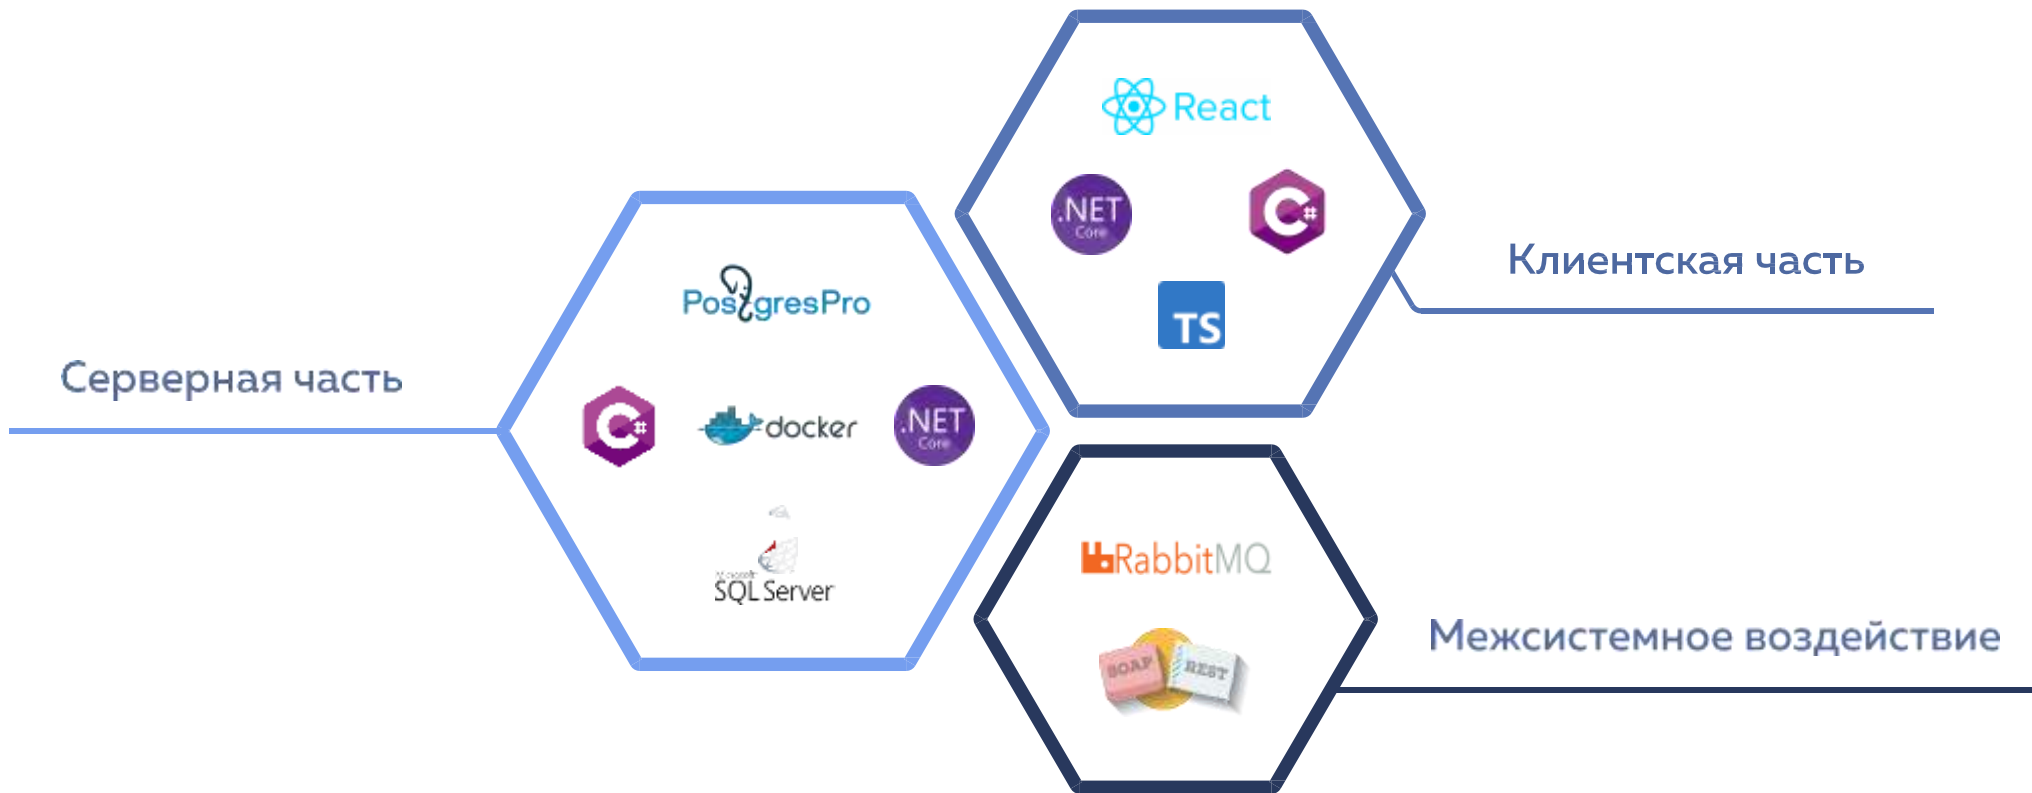 React
.NET
Core
C#
TS
Клиентская часть
Серверная часть
PostgresPro
C#
docker
.NET
Core
Microsoft
SQL Server
RabbitMQ
SOAP
REST
Межсистемное воздействие